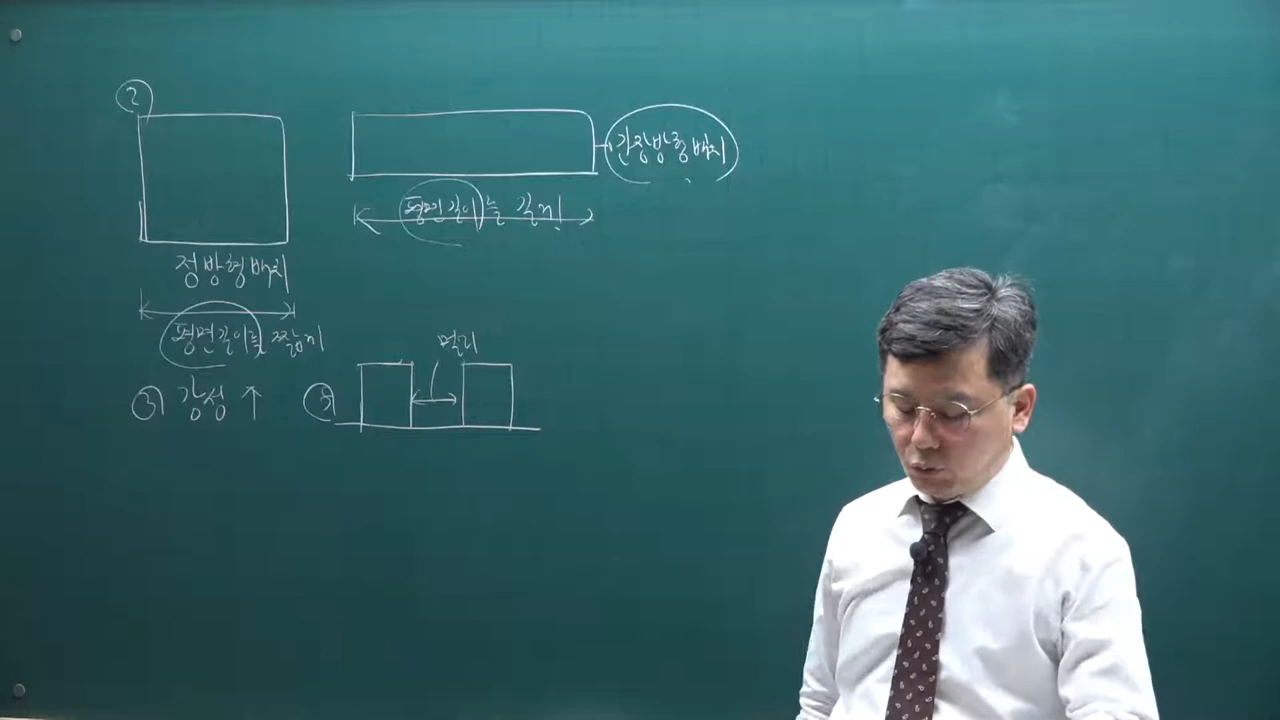 ②
정방형배치
평면길이를 짧게
긴장방형배치
평면길이는 길게
③ 강성 ↑
멀리